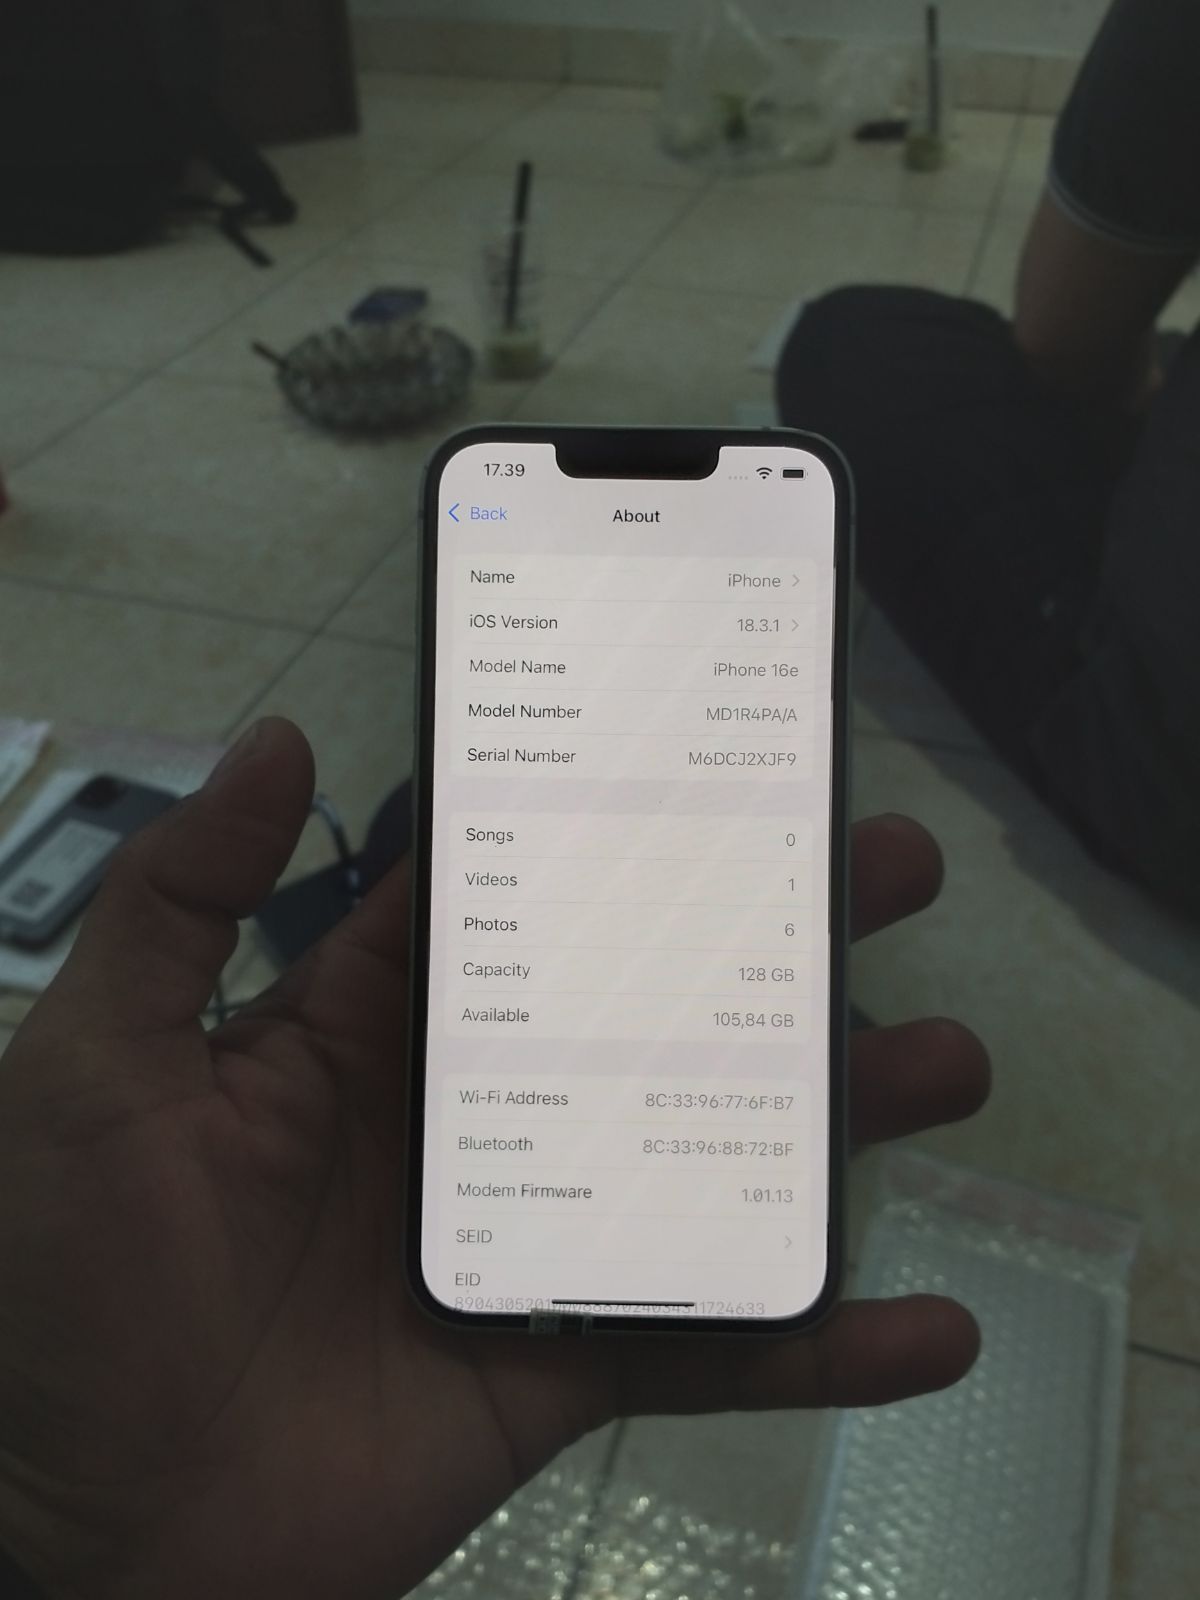 17.39
Back
About
Name iPhone
iOS Version 18.3.1
Model Name iPhone 16e
Model Number MD1R4PA/A
Serial Number M6DCJ2XJF9
Songs 0
Videos 1
Photos 6
Capacity 128 GB
Available 105,84 GB
Wi-Fi Address 8C:33:96:77:6F:B7
Bluetooth 8C:33:96:88:72:BF
Modem Firmware 1.01.13
SEID
EID